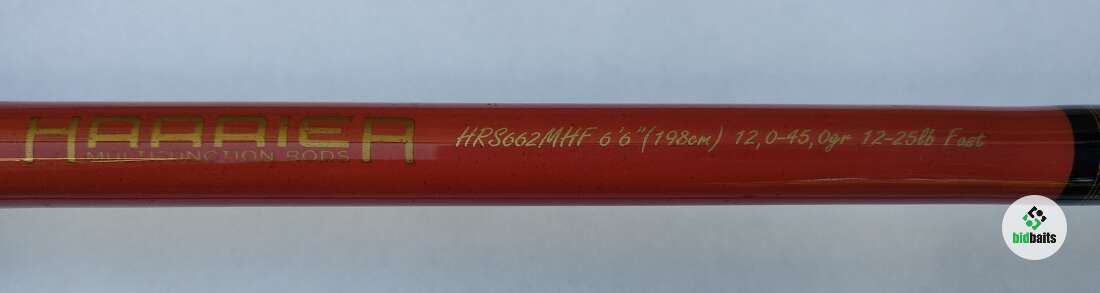 HARRIER
MULTIFUNCTION RODS
HRS662MHF 6'6"(198cm) 12,0-45,0gr 12-25lb Fast
bidbaits